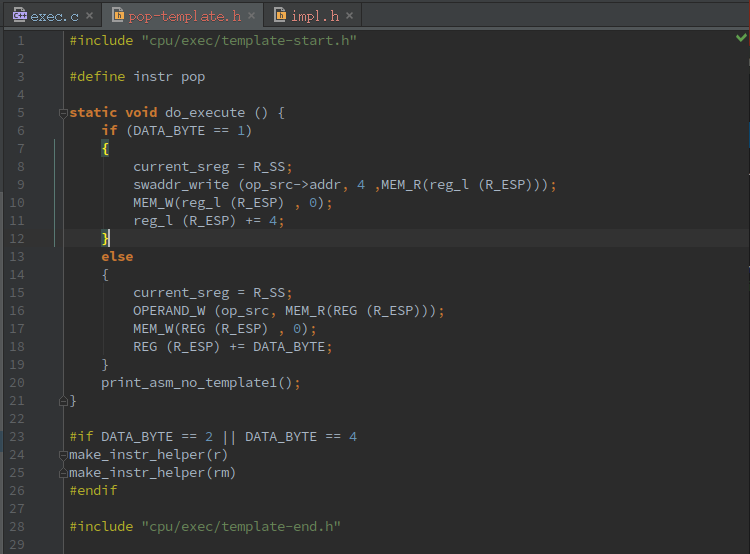 exec.c × pop-template.h × impl.h ×
1 #include "cpu/exec/template-start.h"
2
3 #define instr pop
4
5 static void do_execute () {
6 if (DATA_BYTE == 1)
7 {
8 current_sreg = R_SS;
9 swaddr_write (op_src->addr, 4 ,MEM_R(reg_l (R_ESP)));
10 MEM_W(reg_l (R_ESP) , 0);
11 reg_l (R_ESP) += 4;
12 }
13 else
14 {
15 current_sreg = R_SS;
16 OPERAND_W (op_src, MEM_R(REG (R_ESP)));
17 MEM_W(REG (R_ESP) , 0);
18 REG (R_ESP) += DATA_BYTE;
19 }
20 print_asm_no_template1();
21 }
22
23 #if DATA_BYTE == 2 || DATA_BYTE == 4
24 make_instr_helper(r)
25 make_instr_helper(rm)
26 #endif
27
28 #include "cpu/exec/template-end.h"
29